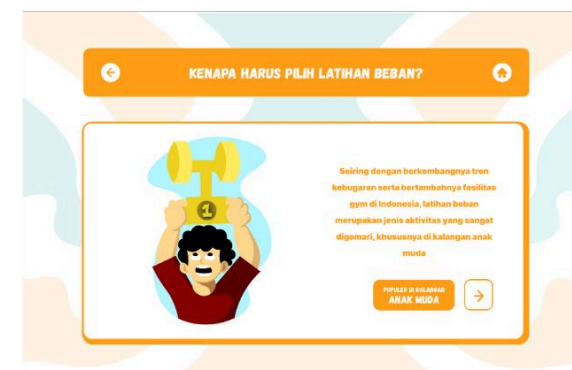 KENAPA HARUS PILIH LATIHAN BEBAN?
Seiring dengan berkembangnya tren
kebugaran serta bertambahnya fasilitas
gym di Indonesia, latihan beban
merupakan jenis aktivitas yang sangat
digemari, khususnya di kalangan anak
muda
1
POPULER DI KALANGAN
ANAK MUDA